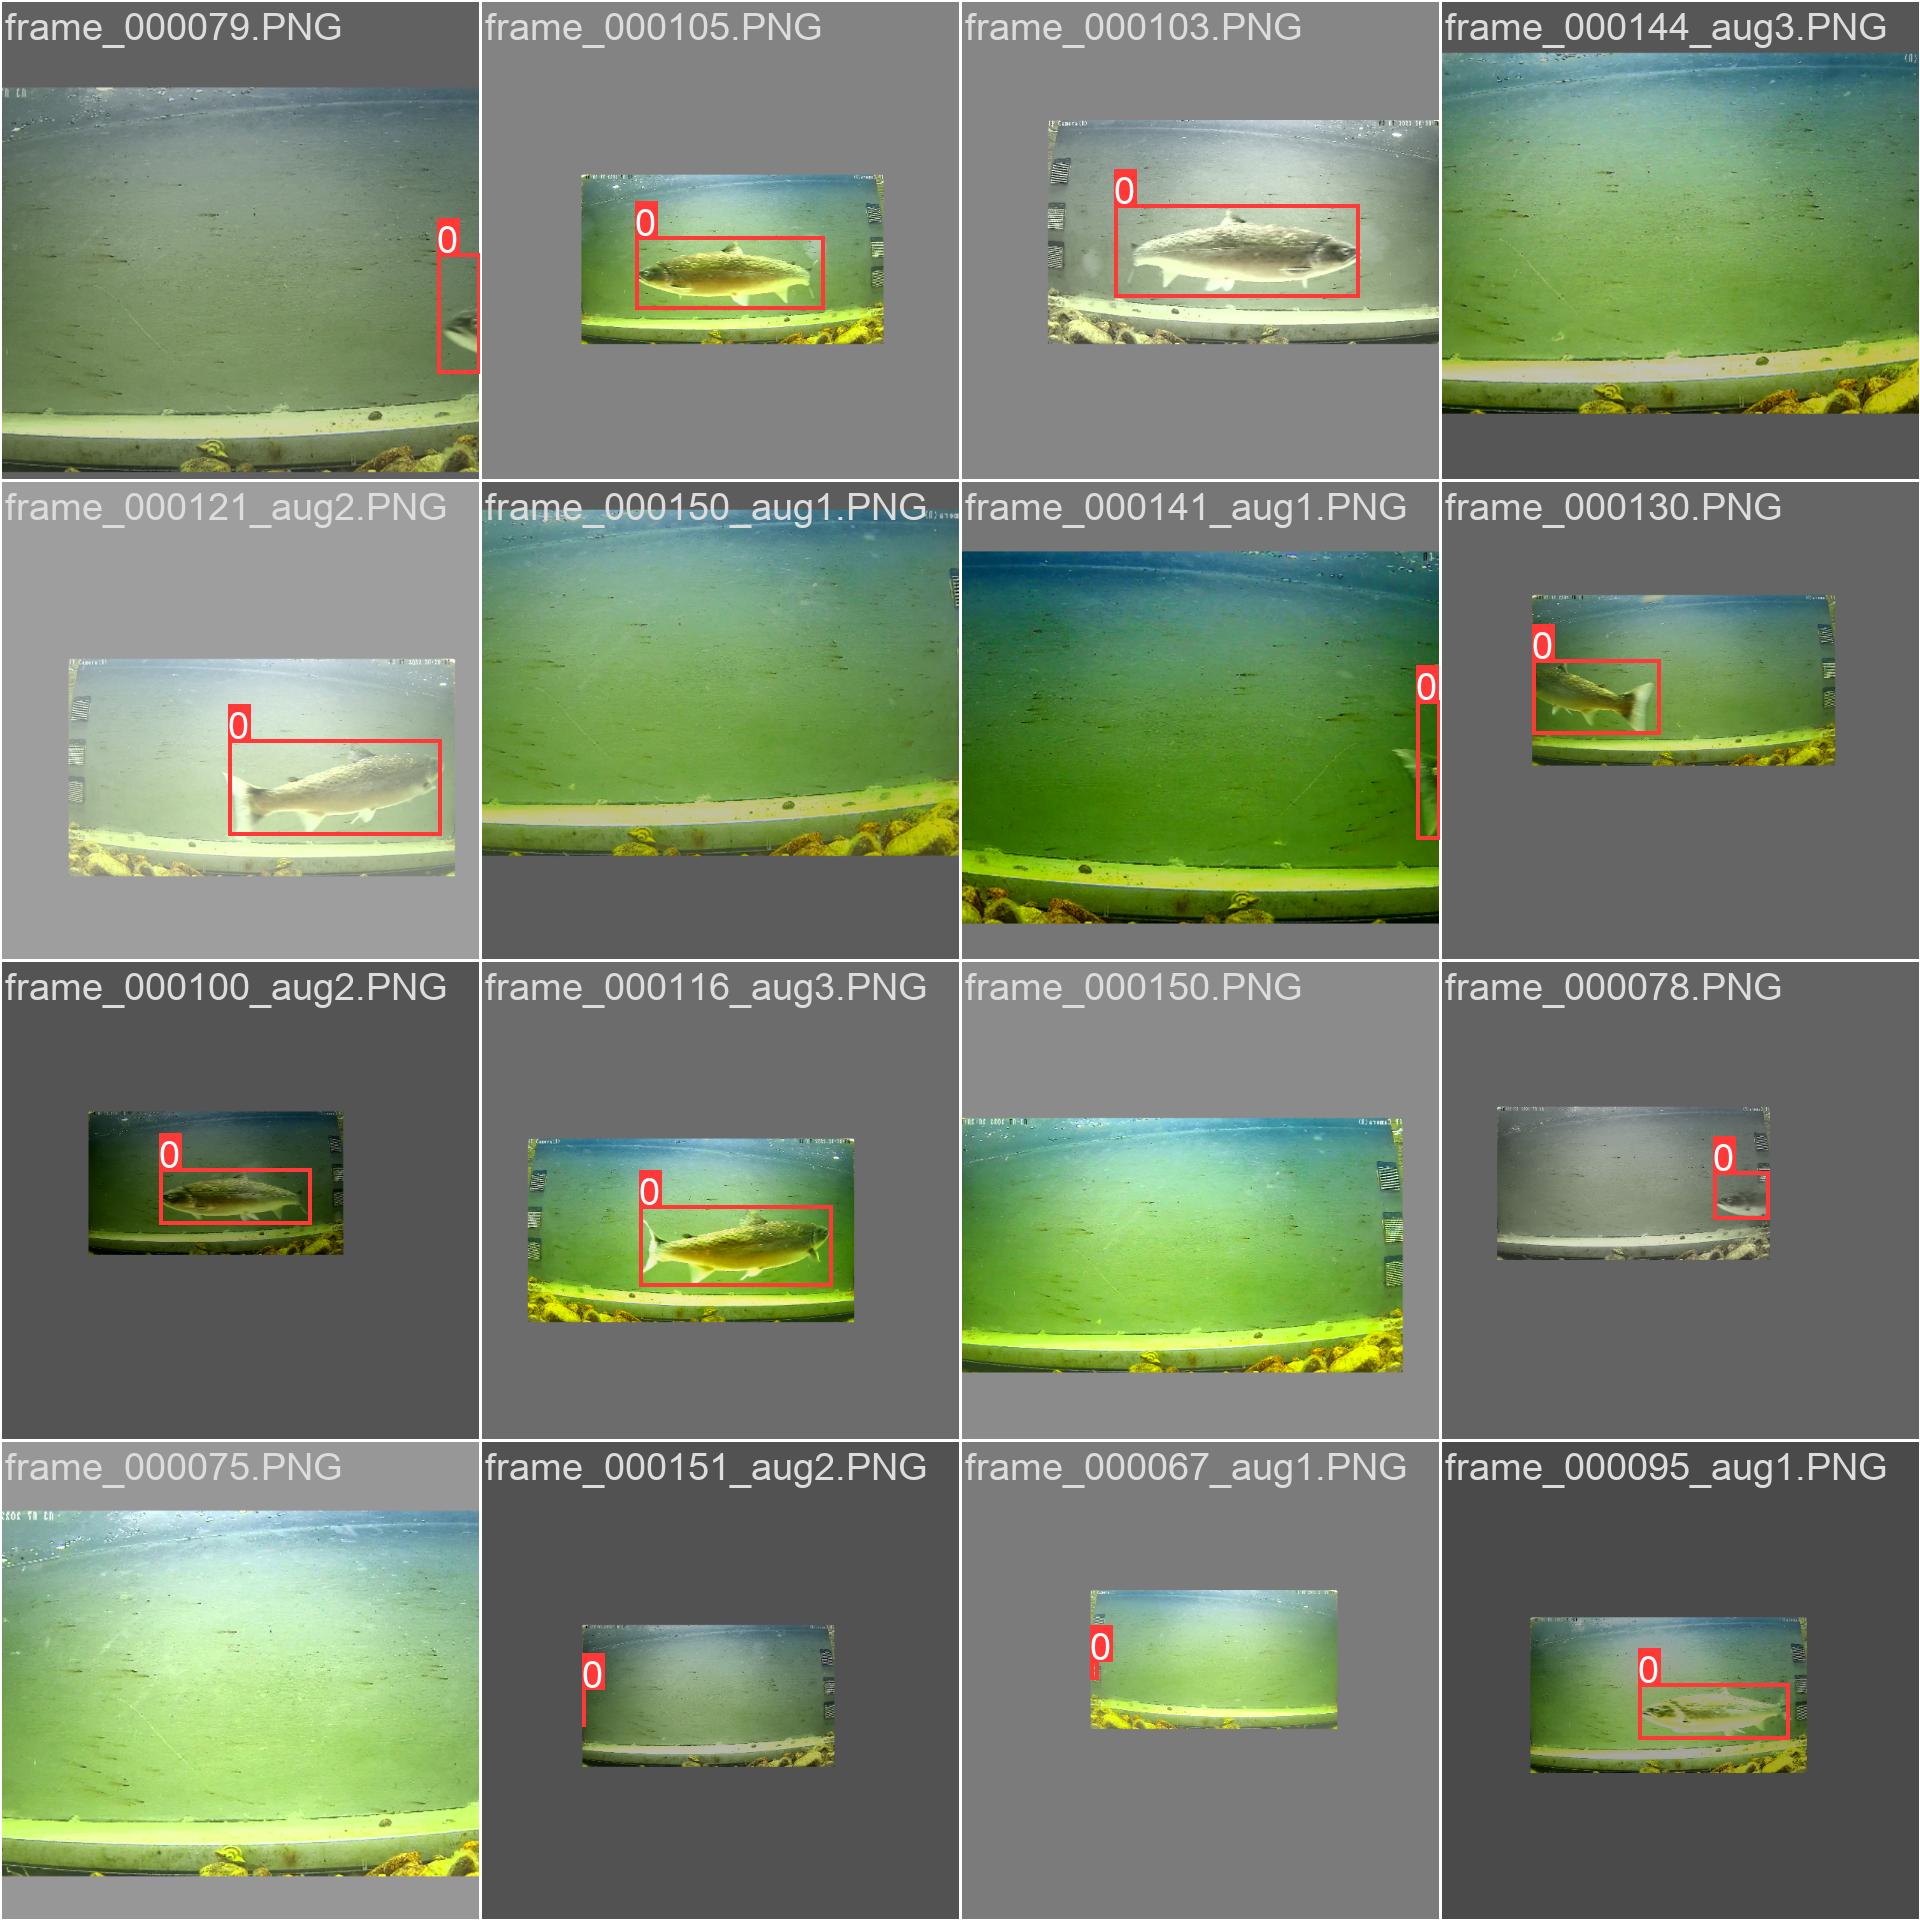 frame_000079.PNG
frame_000105.PNG
frame_000103.PNG
frame_000144_aug3.PNG
0
0
0
frame_000121_aug2.PNG
frame_000150_aug1.PNG
frame_000141_aug1.PNG
frame_000130.PNG
0
0
0
frame_000100_aug2.PNG
frame_000116_aug3.PNG
frame_000150.PNG
frame_000078.PNG
0
0
0
frame_000075.PNG
frame_000151_aug2.PNG
frame_000067_aug1.PNG
frame_000095_aug1.PNG
0
0
0